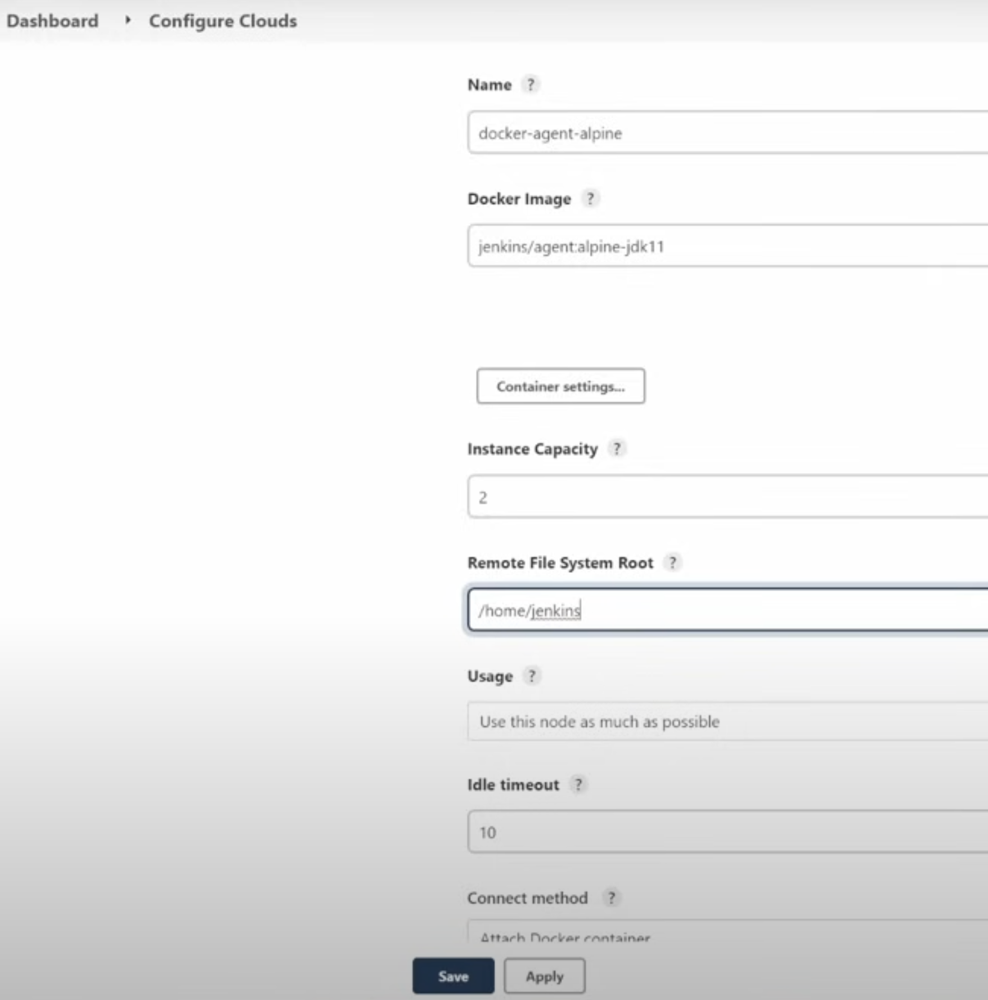 Dashboard Configure Clouds
Name ?
docker-agent-alpine
Docker Image ?
jenkins/agent:alpine-jdk11
Container settings...
Instance Capacity ?
2
Remote File System Root ?
/home/jenkins
Usage ?
Use this node as much as possible
Idle timeout ?
10
Connect method ?
Attach Docker container
Save Apply